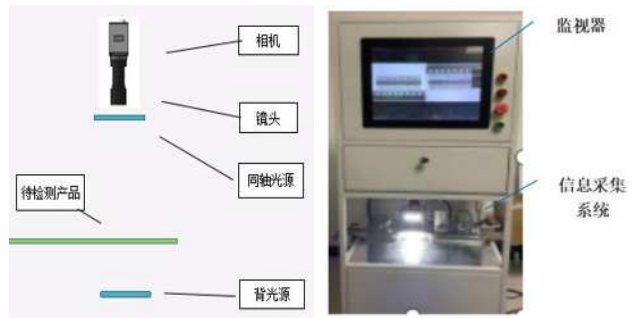 相机
镜头
同轴光源
待检测产品
背光源
监视器
信息采集
系统